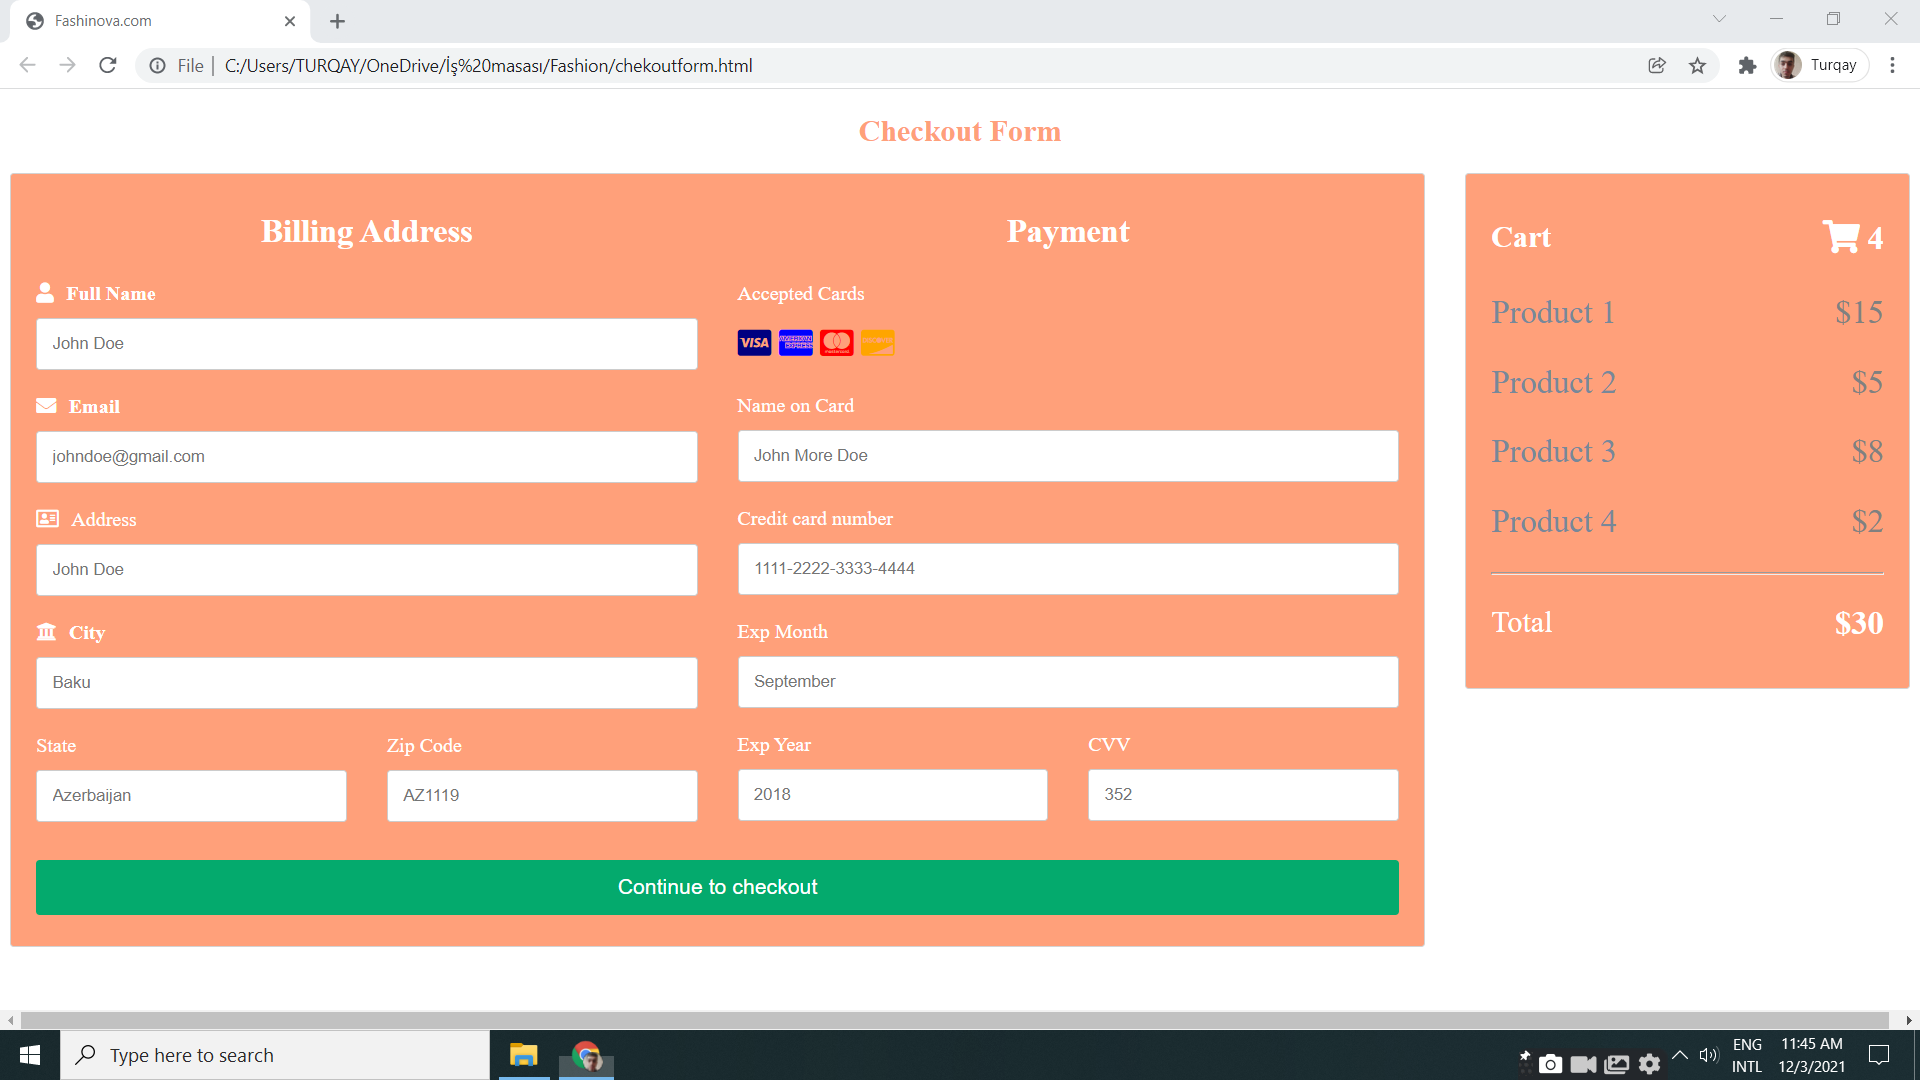 Fashinova.com
File
C:/Users/TURQAY/OneDrive/İş%20masası/Fashion/chekoutform.html
Turqay
Checkout Form
Billing Address
Full Name
John Doe
Email
johndoe@gmail.com
Address
John Doe
City
Baku
State
Zip Code
Azerbaijan
AZ1119
Payment
Accepted Cards
VISA
AMERICAN EXPRESS
mastercard
DISCOVER
Name on Card
John More Doe
Credit card number
1111-2222-3333-4444
Exp Month
September
Exp Year
CVV
2018
352
Continue to checkout
Cart 4
Product 1 $15
Product 2 $5
Product 3 $8
Product 4 $2
Total $30
Type here to search
ENG
INTL
11:45 AM
12/3/2021